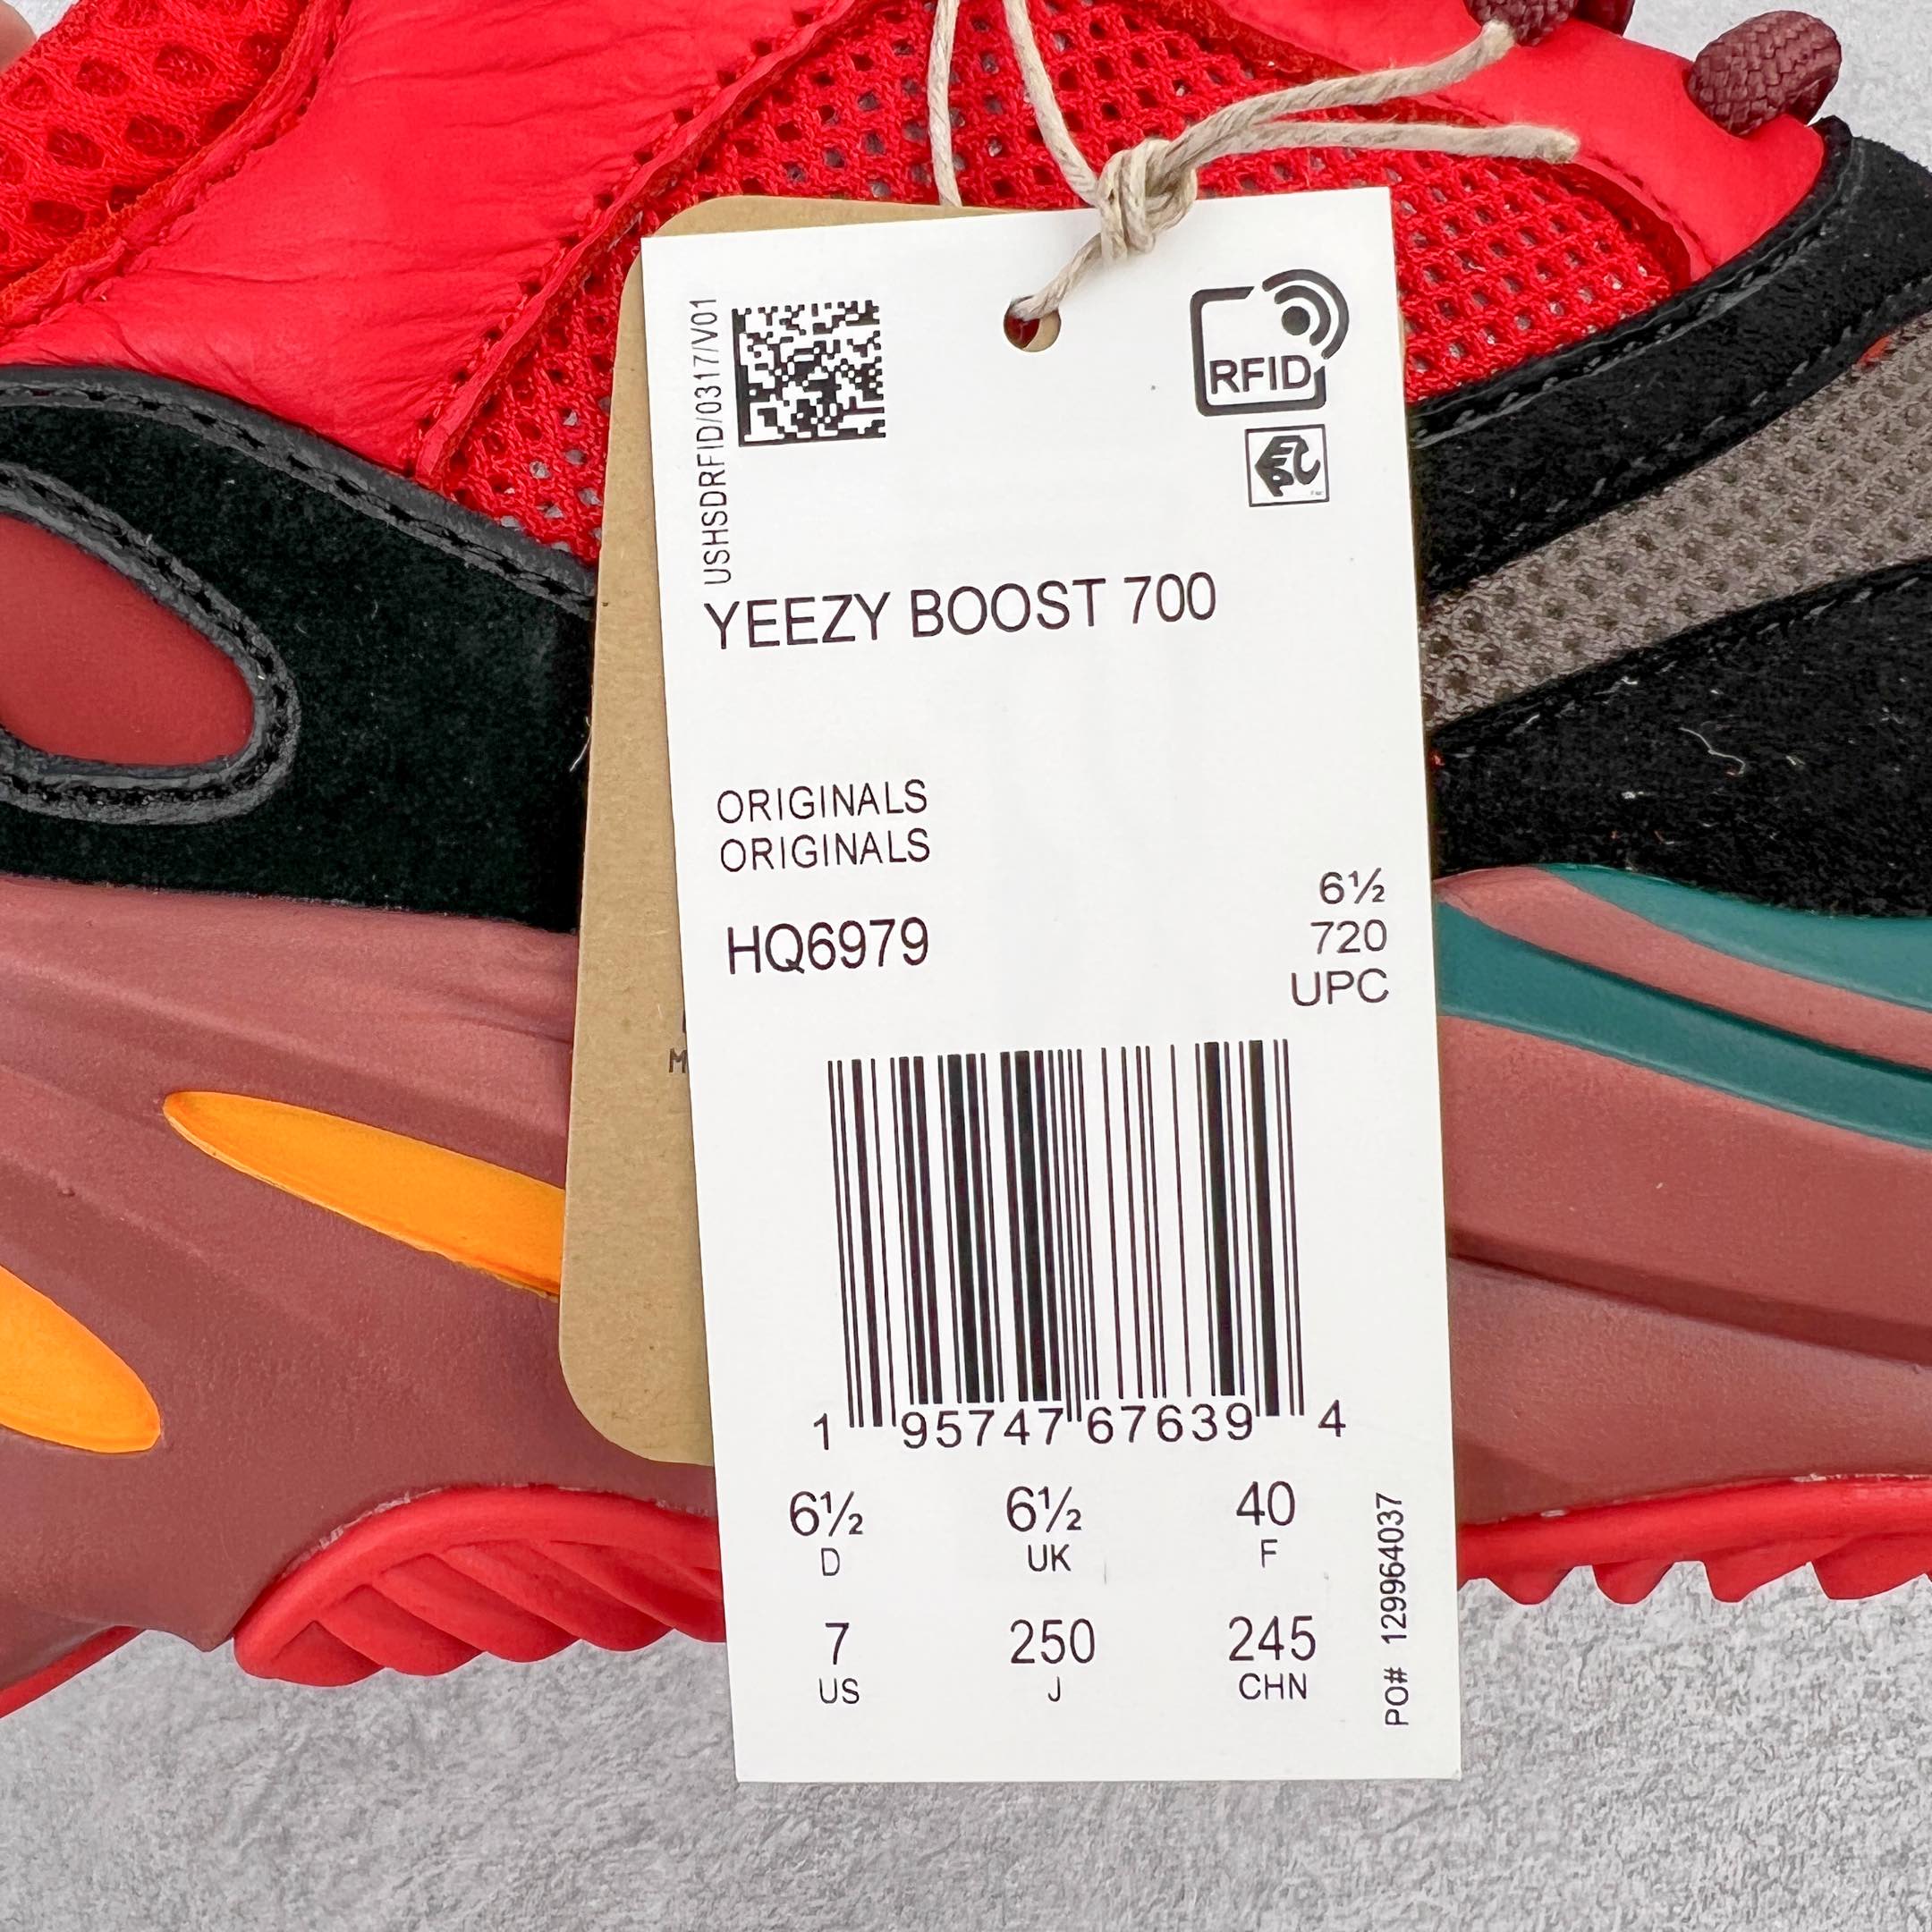 USHSDRFID/0317/V01
RFID
YEEZY BOOST 700
ORIGINALS
ORIGINALS
6½
HQ6979
720
UPC
M
1 95747 67639 4
6½ 6½ 40
D UK F
7 250 245
US J CHN
PO# 129964037